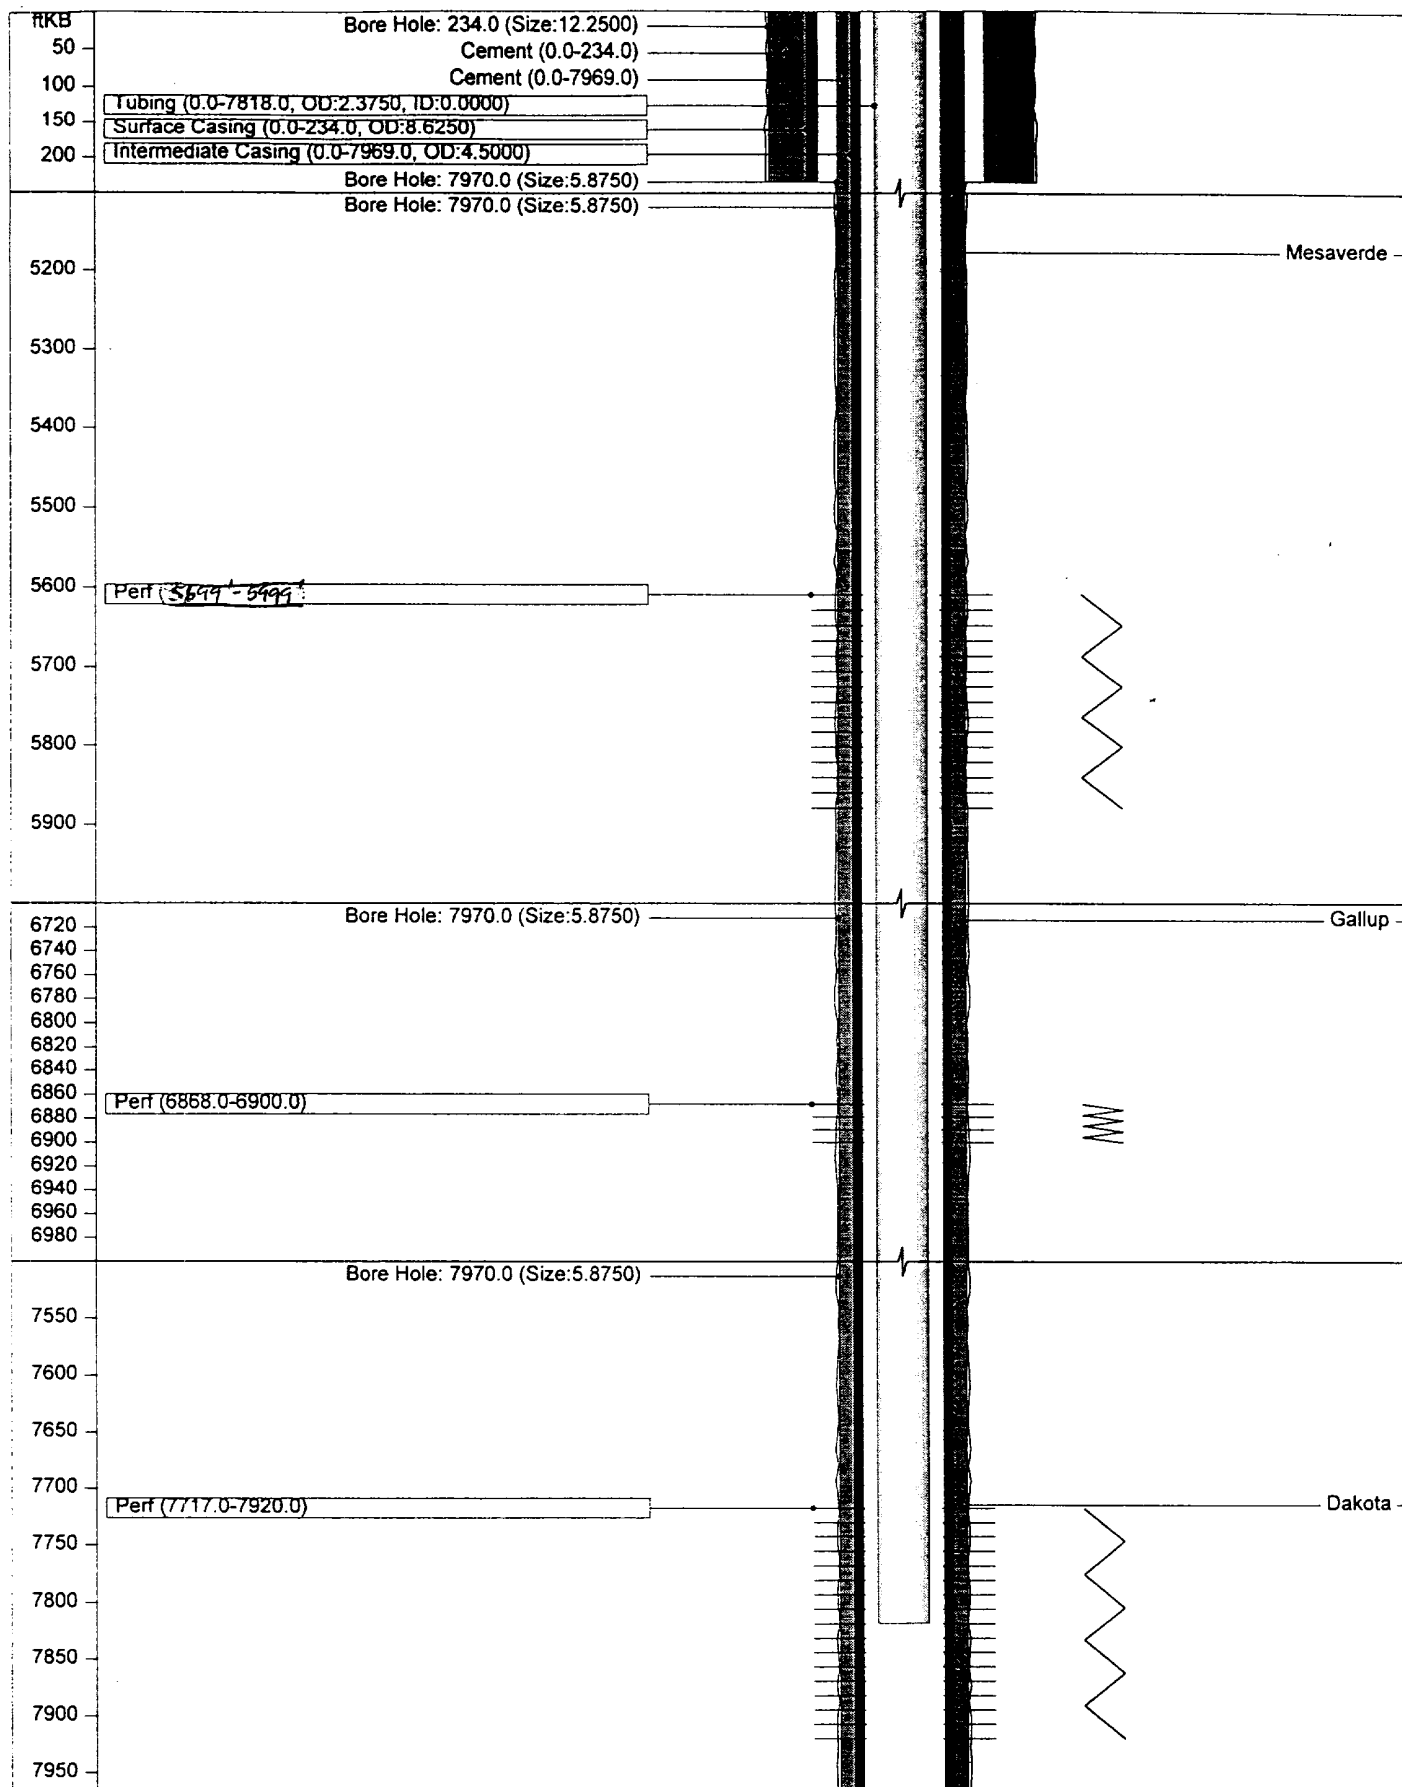 ftKB
Bore Hole: 234.0 (Size:12.2500)
50
Cement (0.0-234.0)
Cement (0.0-7969.0)
100
Tubing (0.0-7818.0, OD:2.3750, ID:0.0000)
150
Surface Casing (0.0-234.0, OD:8.6250)
200
Intermediate Casing (0.0-7969.0, OD:4.5000)
Bore Hole: 7970.0 (Size:5.8750)
Bore Hole: 7970.0 (Size:5.8750)
Mesaverde
5200
5300
5400
5500
5600
Perf
5700
5800
5900
Bore Hole: 7970.0 (Size:5.8750)
Gallup
6720
6740
6760
6780
6800
6820
6840
6860
Perf (6868.0-6900.0)
6880
6900
6920
6940
6960
6980
Bore Hole: 7970.0 (Size:5.8750)
7550
7600
7650
7700
Perf (7717.0-7920.0)
Dakota
7750
7800
7850
7900
7950